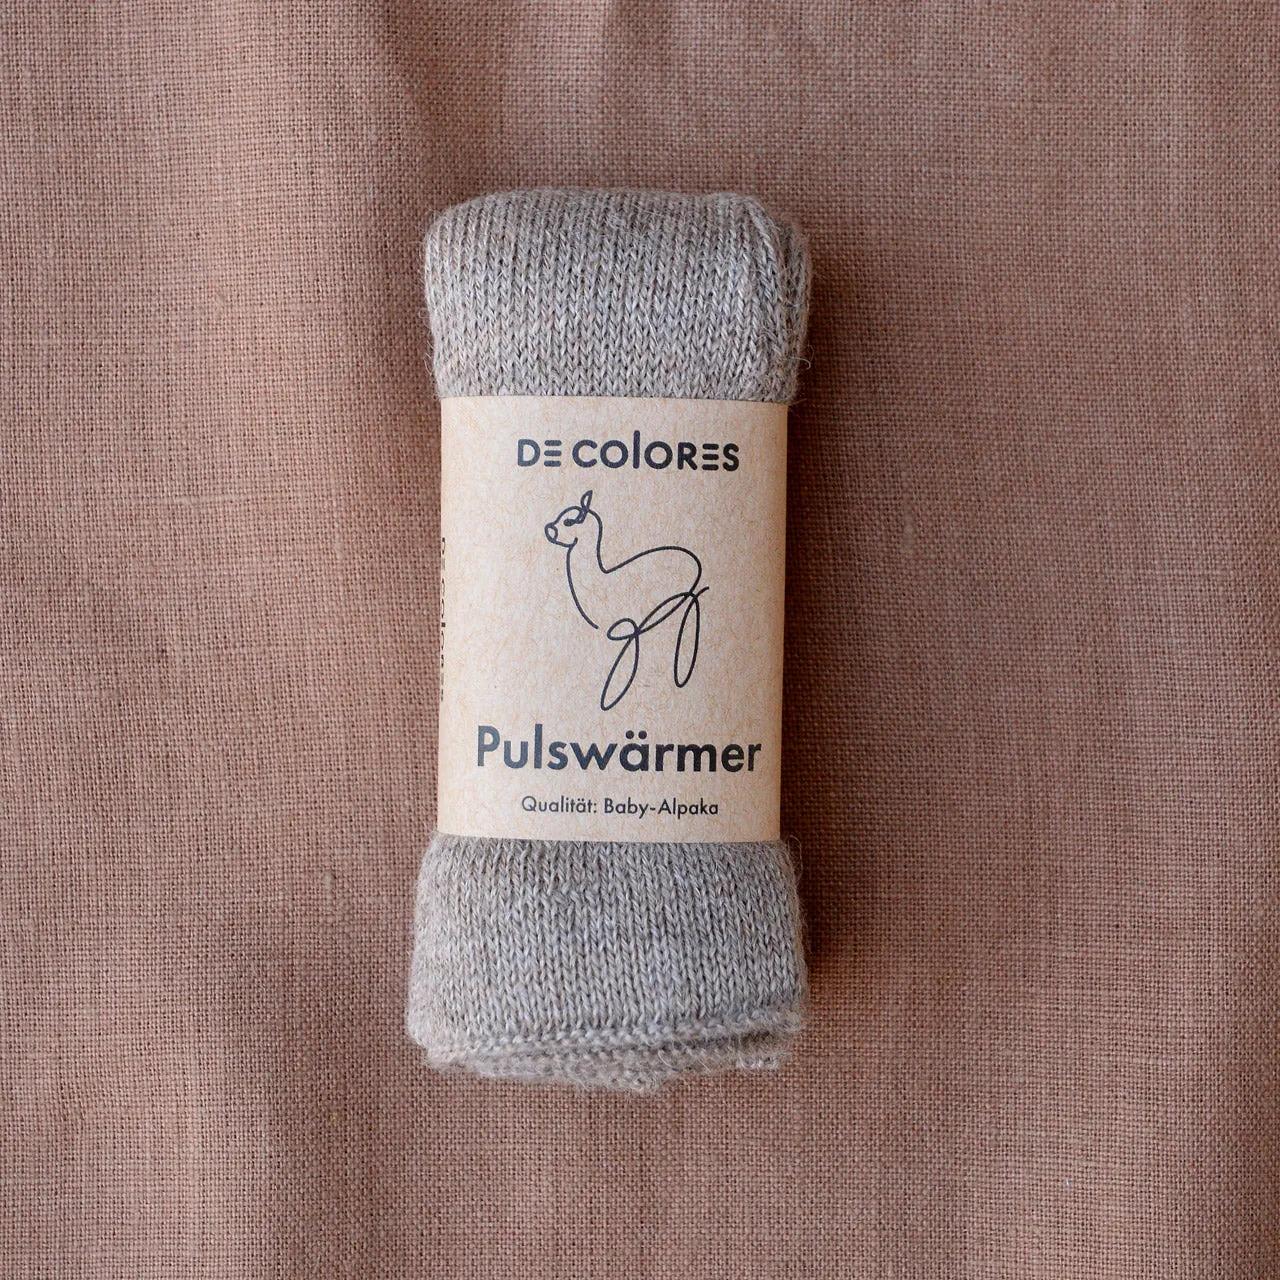 DE COLORES
Pulswärmer
Qualität: Baby-Alpaka